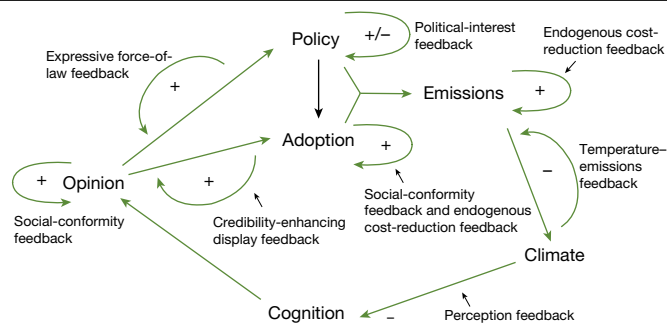 Policy
+/–
Political-interest
feedback
Endogenous cost-
reduction feedback
Expressive force-of-
law feedback
+
Emissions
+
Adoption
+
Temperature–
emissions
feedback
–
+
Opinion
+
Social-conformity
feedback
Credibility-enhancing
display feedback
Social-conformity
feedback and endogenous
cost-reduction feedback
Climate
Cognition
–
Perception feedback